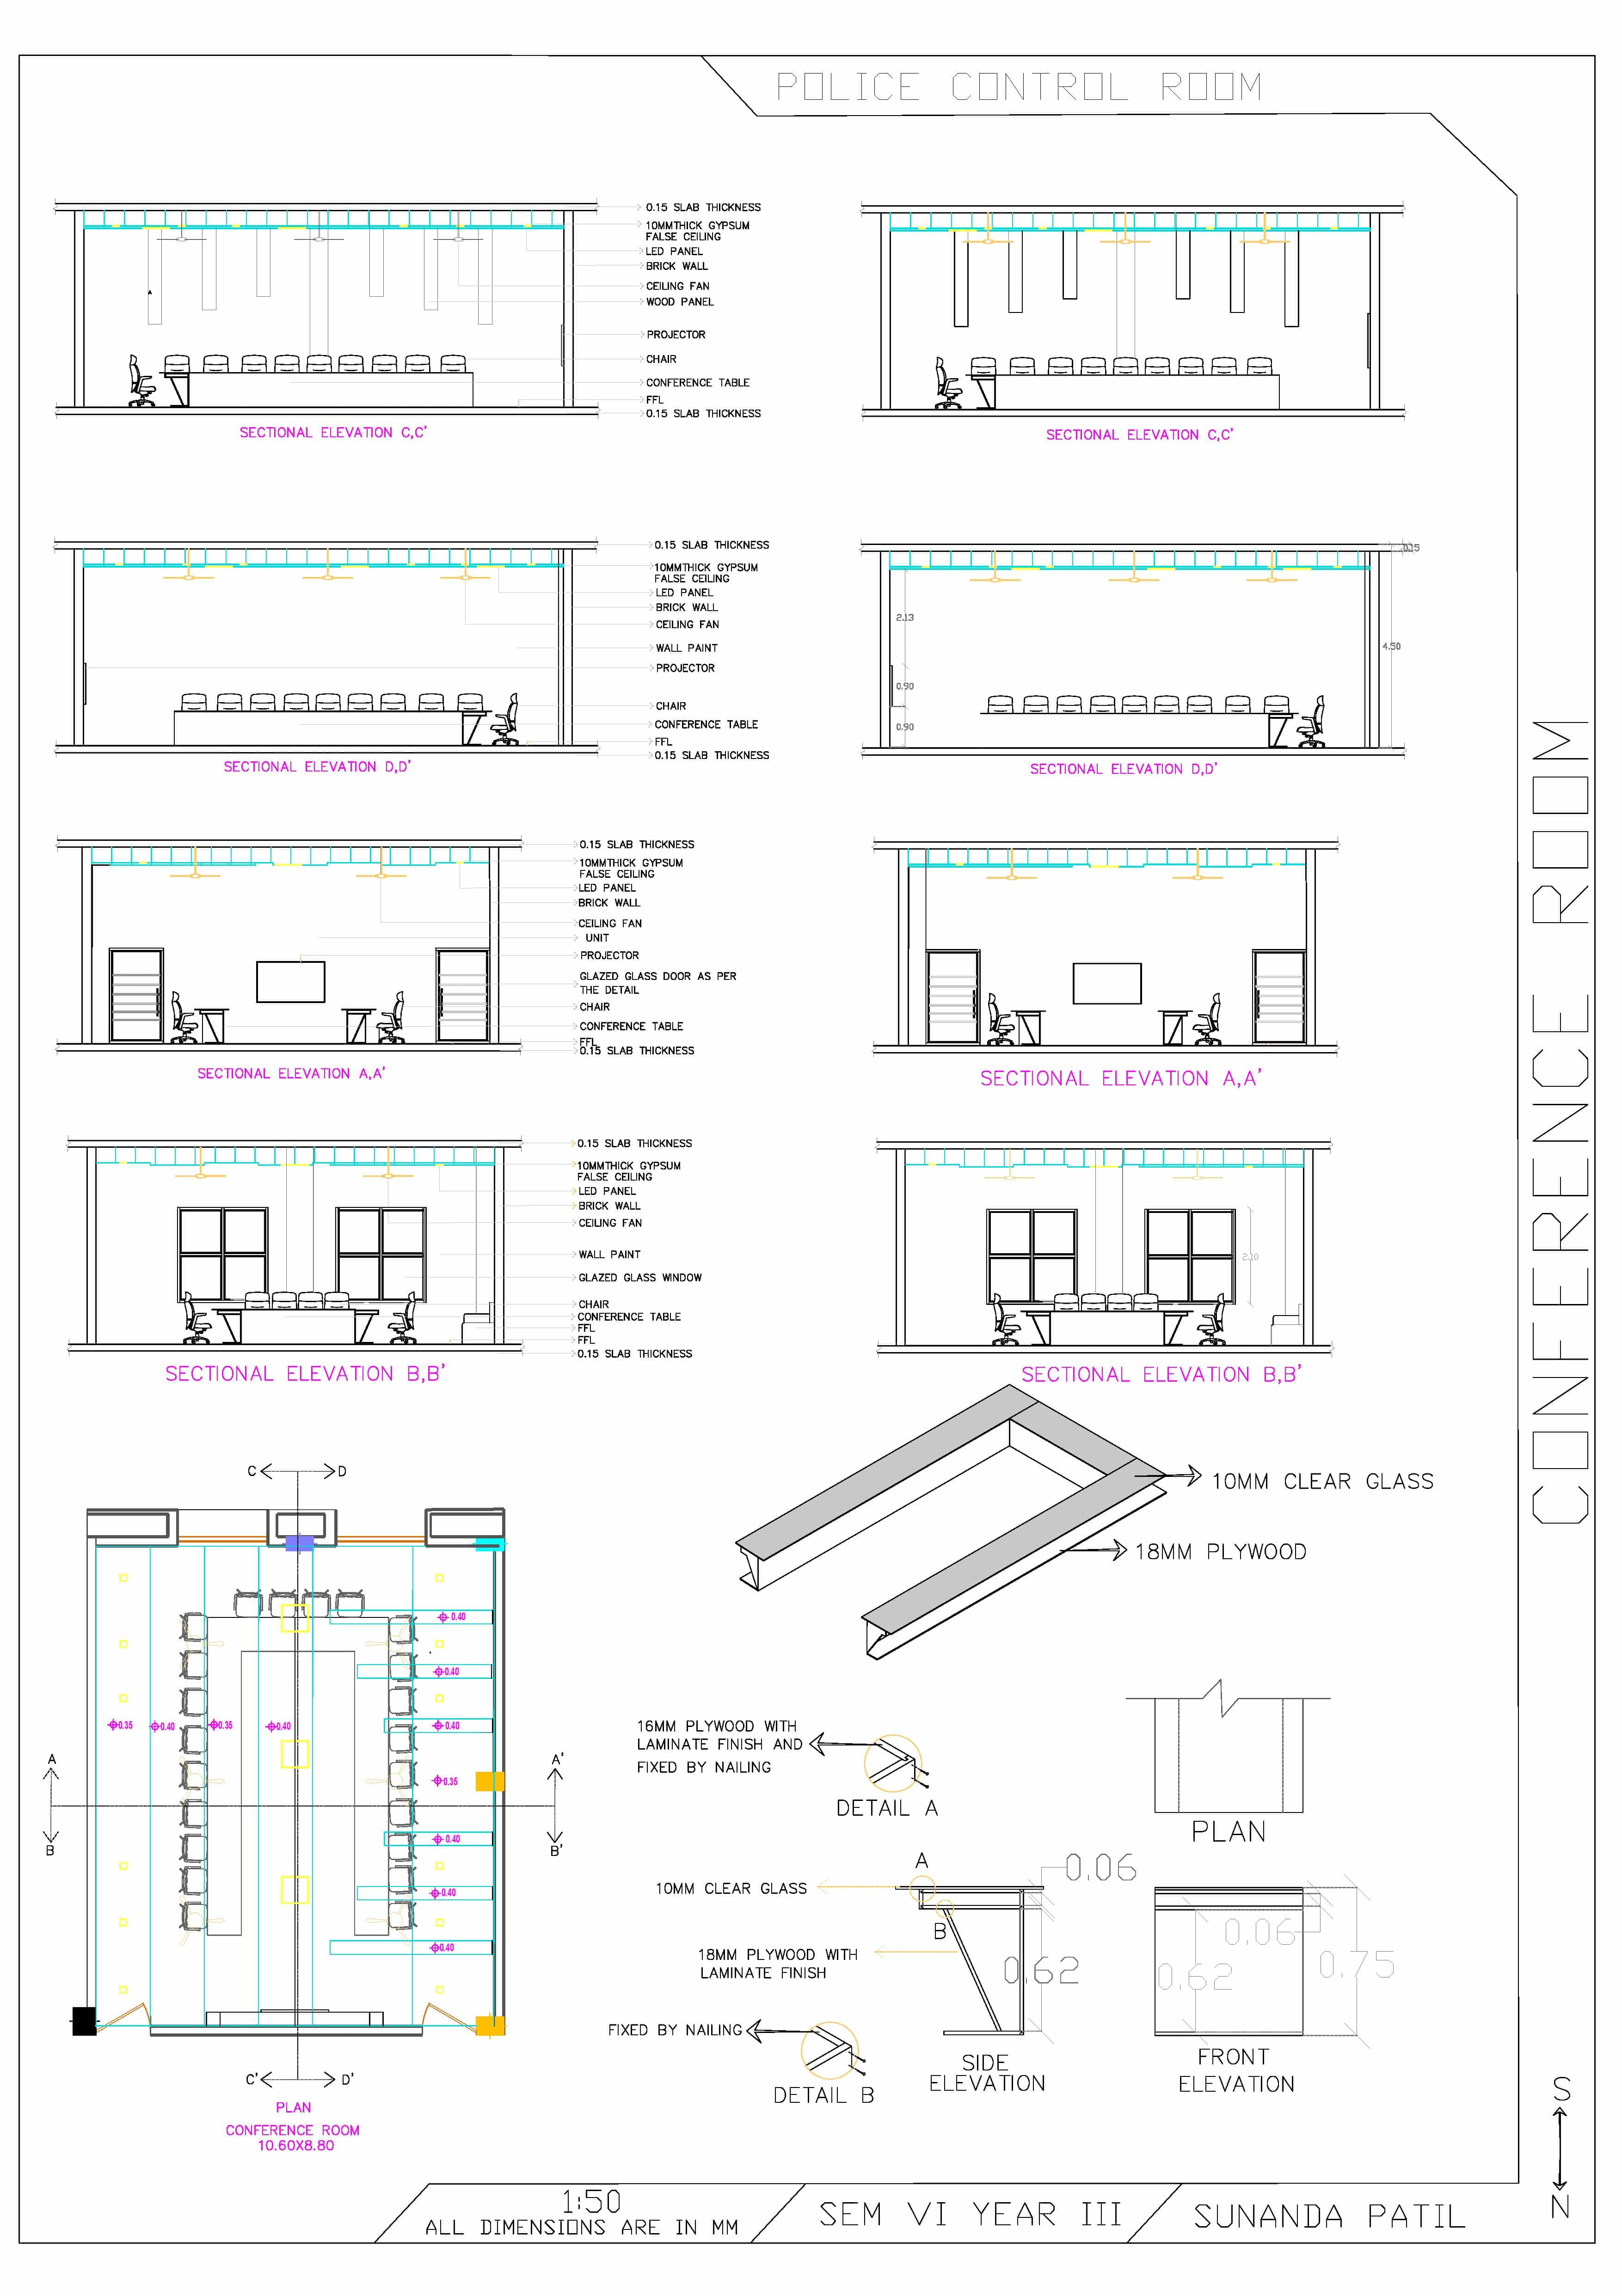 POLICE CONTROL ROOM
0.15 SLAB THICKNESS
10MMTHICK GYPSUM
FALSE CEILING
LED PANEL
BRICK WALL
CEILING FAN
WOOD PANEL
PROJECTOR
CHAIR
CONFERENCE TABLE
FFL
0.15 SLAB THICKNESS
A
SECTIONAL ELEVATION C,C'
SECTIONAL ELEVATION C,C'
0.15 SLAB THICKNESS
10MMTHICK GYPSUM
FALSE CEILING
LED PANEL
BRICK WALL
CEILING FAN
WALL PAINT
PROJECTOR
CHAIR
CONFERENCE TABLE
FFL
0.15 SLAB THICKNESS
SECTIONAL ELEVATION D,D'
0.15
2.13
4.50
0.90
0.90
SECTIONAL ELEVATION D,D'
0.15 SLAB THICKNESS
10MMTHICK GYPSUM
FALSE CEILING
LED PANEL
BRICK WALL
CEILING FAN
UNIT
PROJECTOR
GLAZED GLASS DOOR AS PER
THE DETAIL
CHAIR
CONFERENCE TABLE
FFL
0.15 SLAB THICKNESS
SECTIONAL ELEVATION A,A'
SECTIONAL ELEVATION A,A'
0.15 SLAB THICKNESS
10MMTHICK GYPSUM
FALSE CEILING
LED PANEL
BRICK WALL
CEILING FAN
WALL PAINT
GLAZED GLASS WINDOW
CHAIR
CONFERENCE TABLE
FFL
FFL
0.15 SLAB THICKNESS
SECTIONAL ELEVATION B,B'
2.10
SECTIONAL ELEVATION B,B'
CONFERENCE ROOM
C D
0.40
0.40
0.35 0.40 0.35 0.40 0.40
A A'
0.35
B B'
0.40
0.40
0.40
C' D'
PLAN
CONFERENCE ROOM
10.60X8.80
10MM CLEAR GLASS
18MM PLYWOOD
16MM PLYWOOD WITH
LAMINATE FINISH AND
FIXED BY NAILING
DETAIL A
PLAN
A
0.06
10MM CLEAR GLASS
B
18MM PLYWOOD WITH
LAMINATE FINISH
0.62
FIXED BY NAILING
DETAIL B
SIDE
ELEVATION
0.06
0.62
0.75
FRONT
ELEVATION
S
N
1:50
ALL DIMENSIONS ARE IN MM
SEM VI YEAR III
SUNANDA PATIL